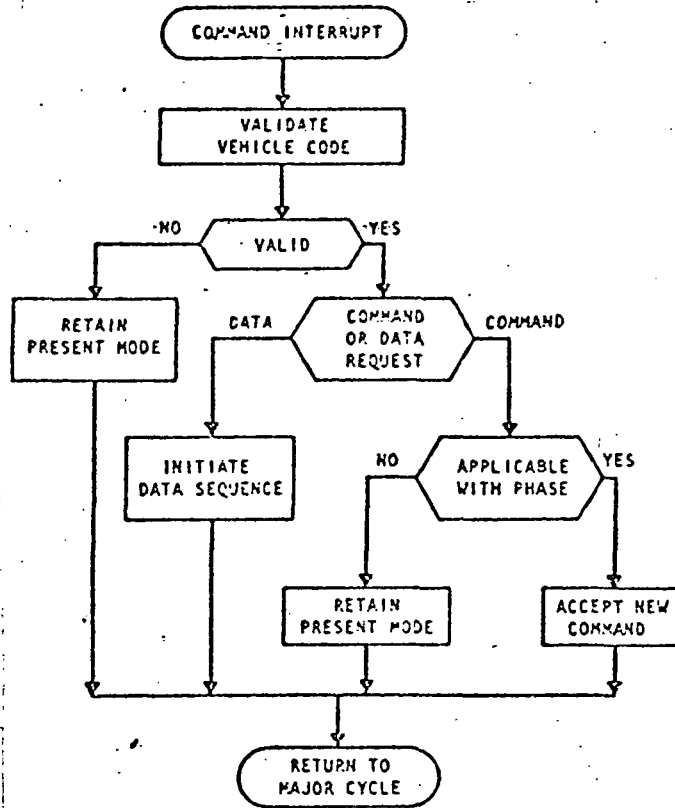 COMMAND INTERRUPT
VALIDATE
VEHICLE CODE
NO
VALID
YES
RETAIN
PRESENT MODE
DATA
COMMAND
OR DATA
REQUEST
COMMAND
INITIATE
DATA SEQUENCE
NO
APPLICABLE
WITH PHASE
YES
RETAIN
PRESENT MODE
ACCEPT NEW
COMMAND
RETURN TO
MAJOR CYCLE